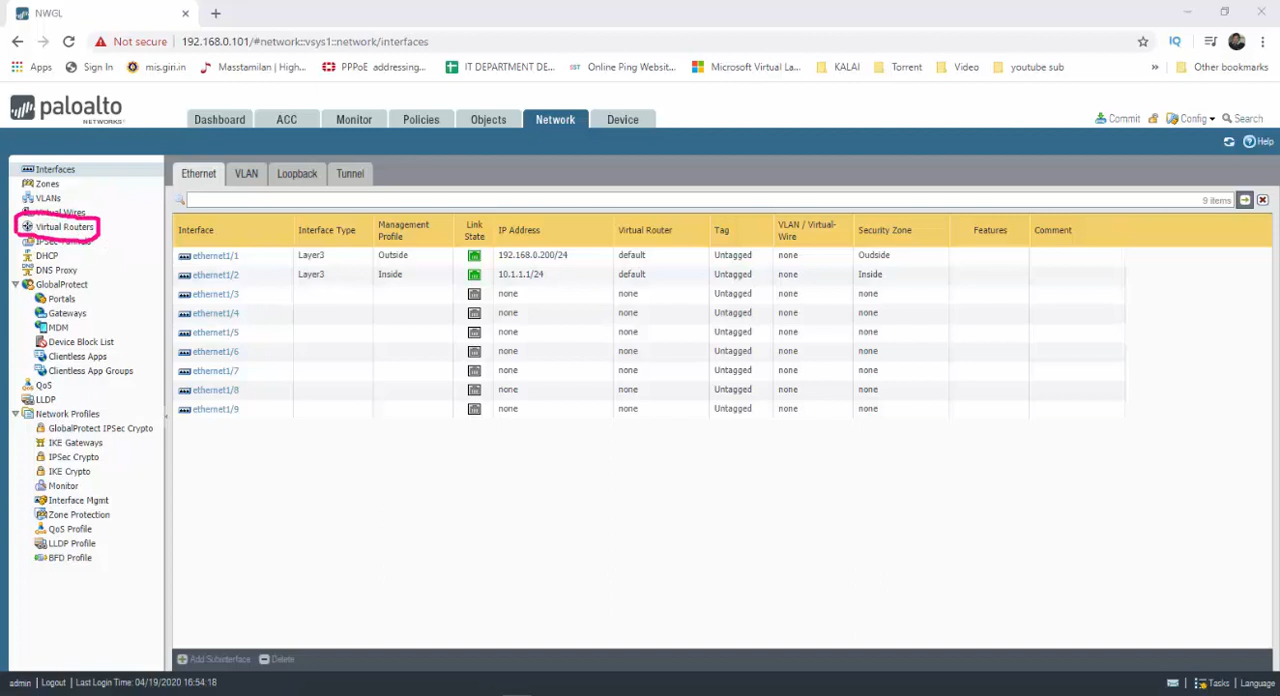 NWGL
Not secure 192.168.0.101/#network::vsys1::network/interfaces
Apps Sign In mis.girr.in Masstamilan | High... PPPoE addressing... IT DEPARTMENT DE... Online Ping Websit... Microsoft Virtual La... KALAI Torrent Video youtube sub » Other bookmarks
paloalto
NETWORKS
Dashboard ACC Monitor Policies Objects Network Device
Commit Config Search
Help
Interfaces
Zones
VLANs
Virtual Wires
Virtual Routers
IPSec Tunnels
DHCP
DNS Proxy
GlobalProtect
Portals
Gateways
MDM
Device Block List
Clientless Apps
Clientless App Groups
QoS
LLDP
Network Profiles
GlobalProtect IPSec Crypto
IKE Gateways
IPSec Crypto
IKE Crypto
Monitor
Interface Mgmt
Zone Protection
QoS Profile
LLDP Profile
BFD Profile
Ethernet VLAN Loopback Tunnel
9 items
Interface Interface Type Management Profile Link State IP Address Virtual Router Tag VLAN / Virtual-Wire Security Zone Features Comment
ethernet1/1 Layer3 Outside 192.168.0.200/24 default Untagged none Oudside
ethernet1/2 Layer3 Inside 10.1.1.1/24 default Untagged none Inside
ethernet1/3 none none Untagged none none
ethernet1/4 none none Untagged none none
ethernet1/5 none none Untagged none none
ethernet1/6 none none Untagged none none
ethernet1/7 none none Untagged none none
ethernet1/8 none none Untagged none none
ethernet1/9 none none Untagged none none
Add Subinterface Delete
admin | Logout | Last Login Time: 04/19/2020 16:54:18
Tasks | Language